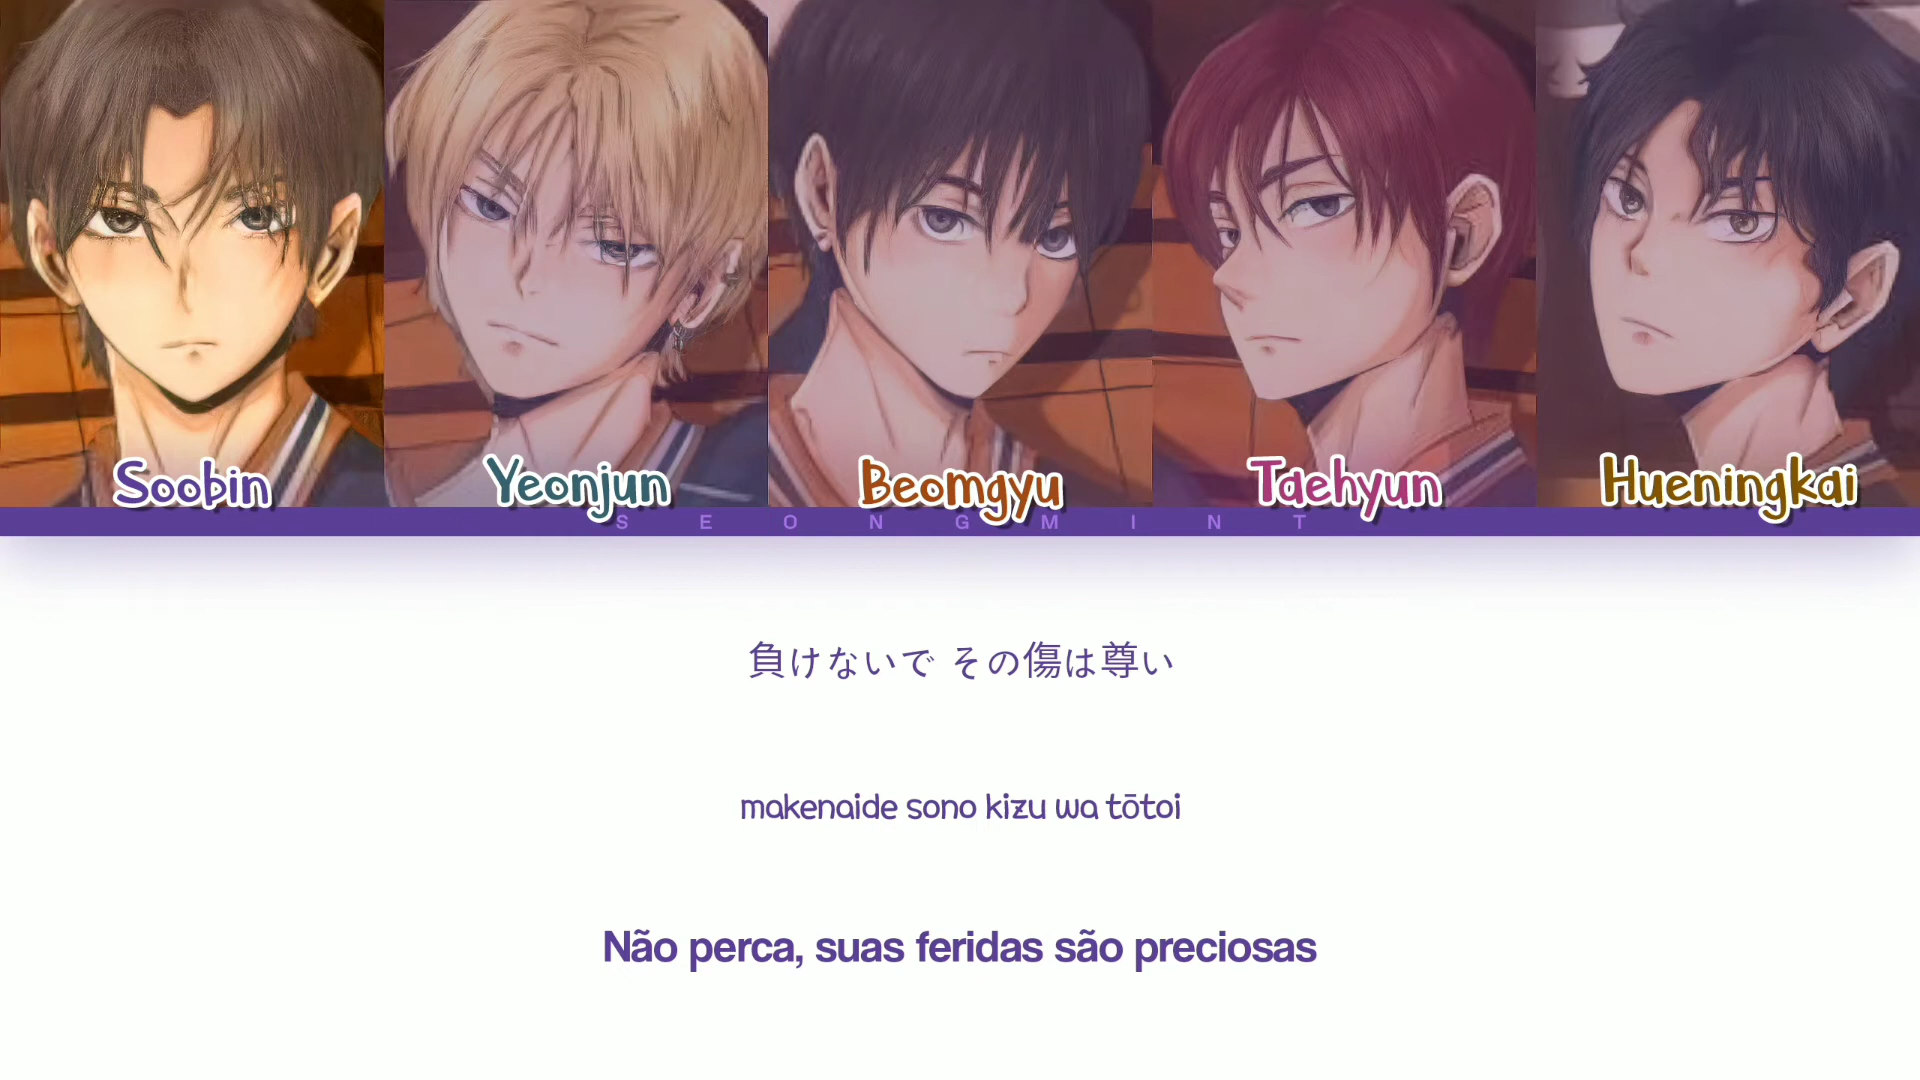 Soobin
Yeonjun
Beomgyu
Taehyun
Hueningkai
SEONGMINT
負けないで その傷は尊い
makenaide sono kizu wa tōtoi
Não perca, suas feridas são preciosas